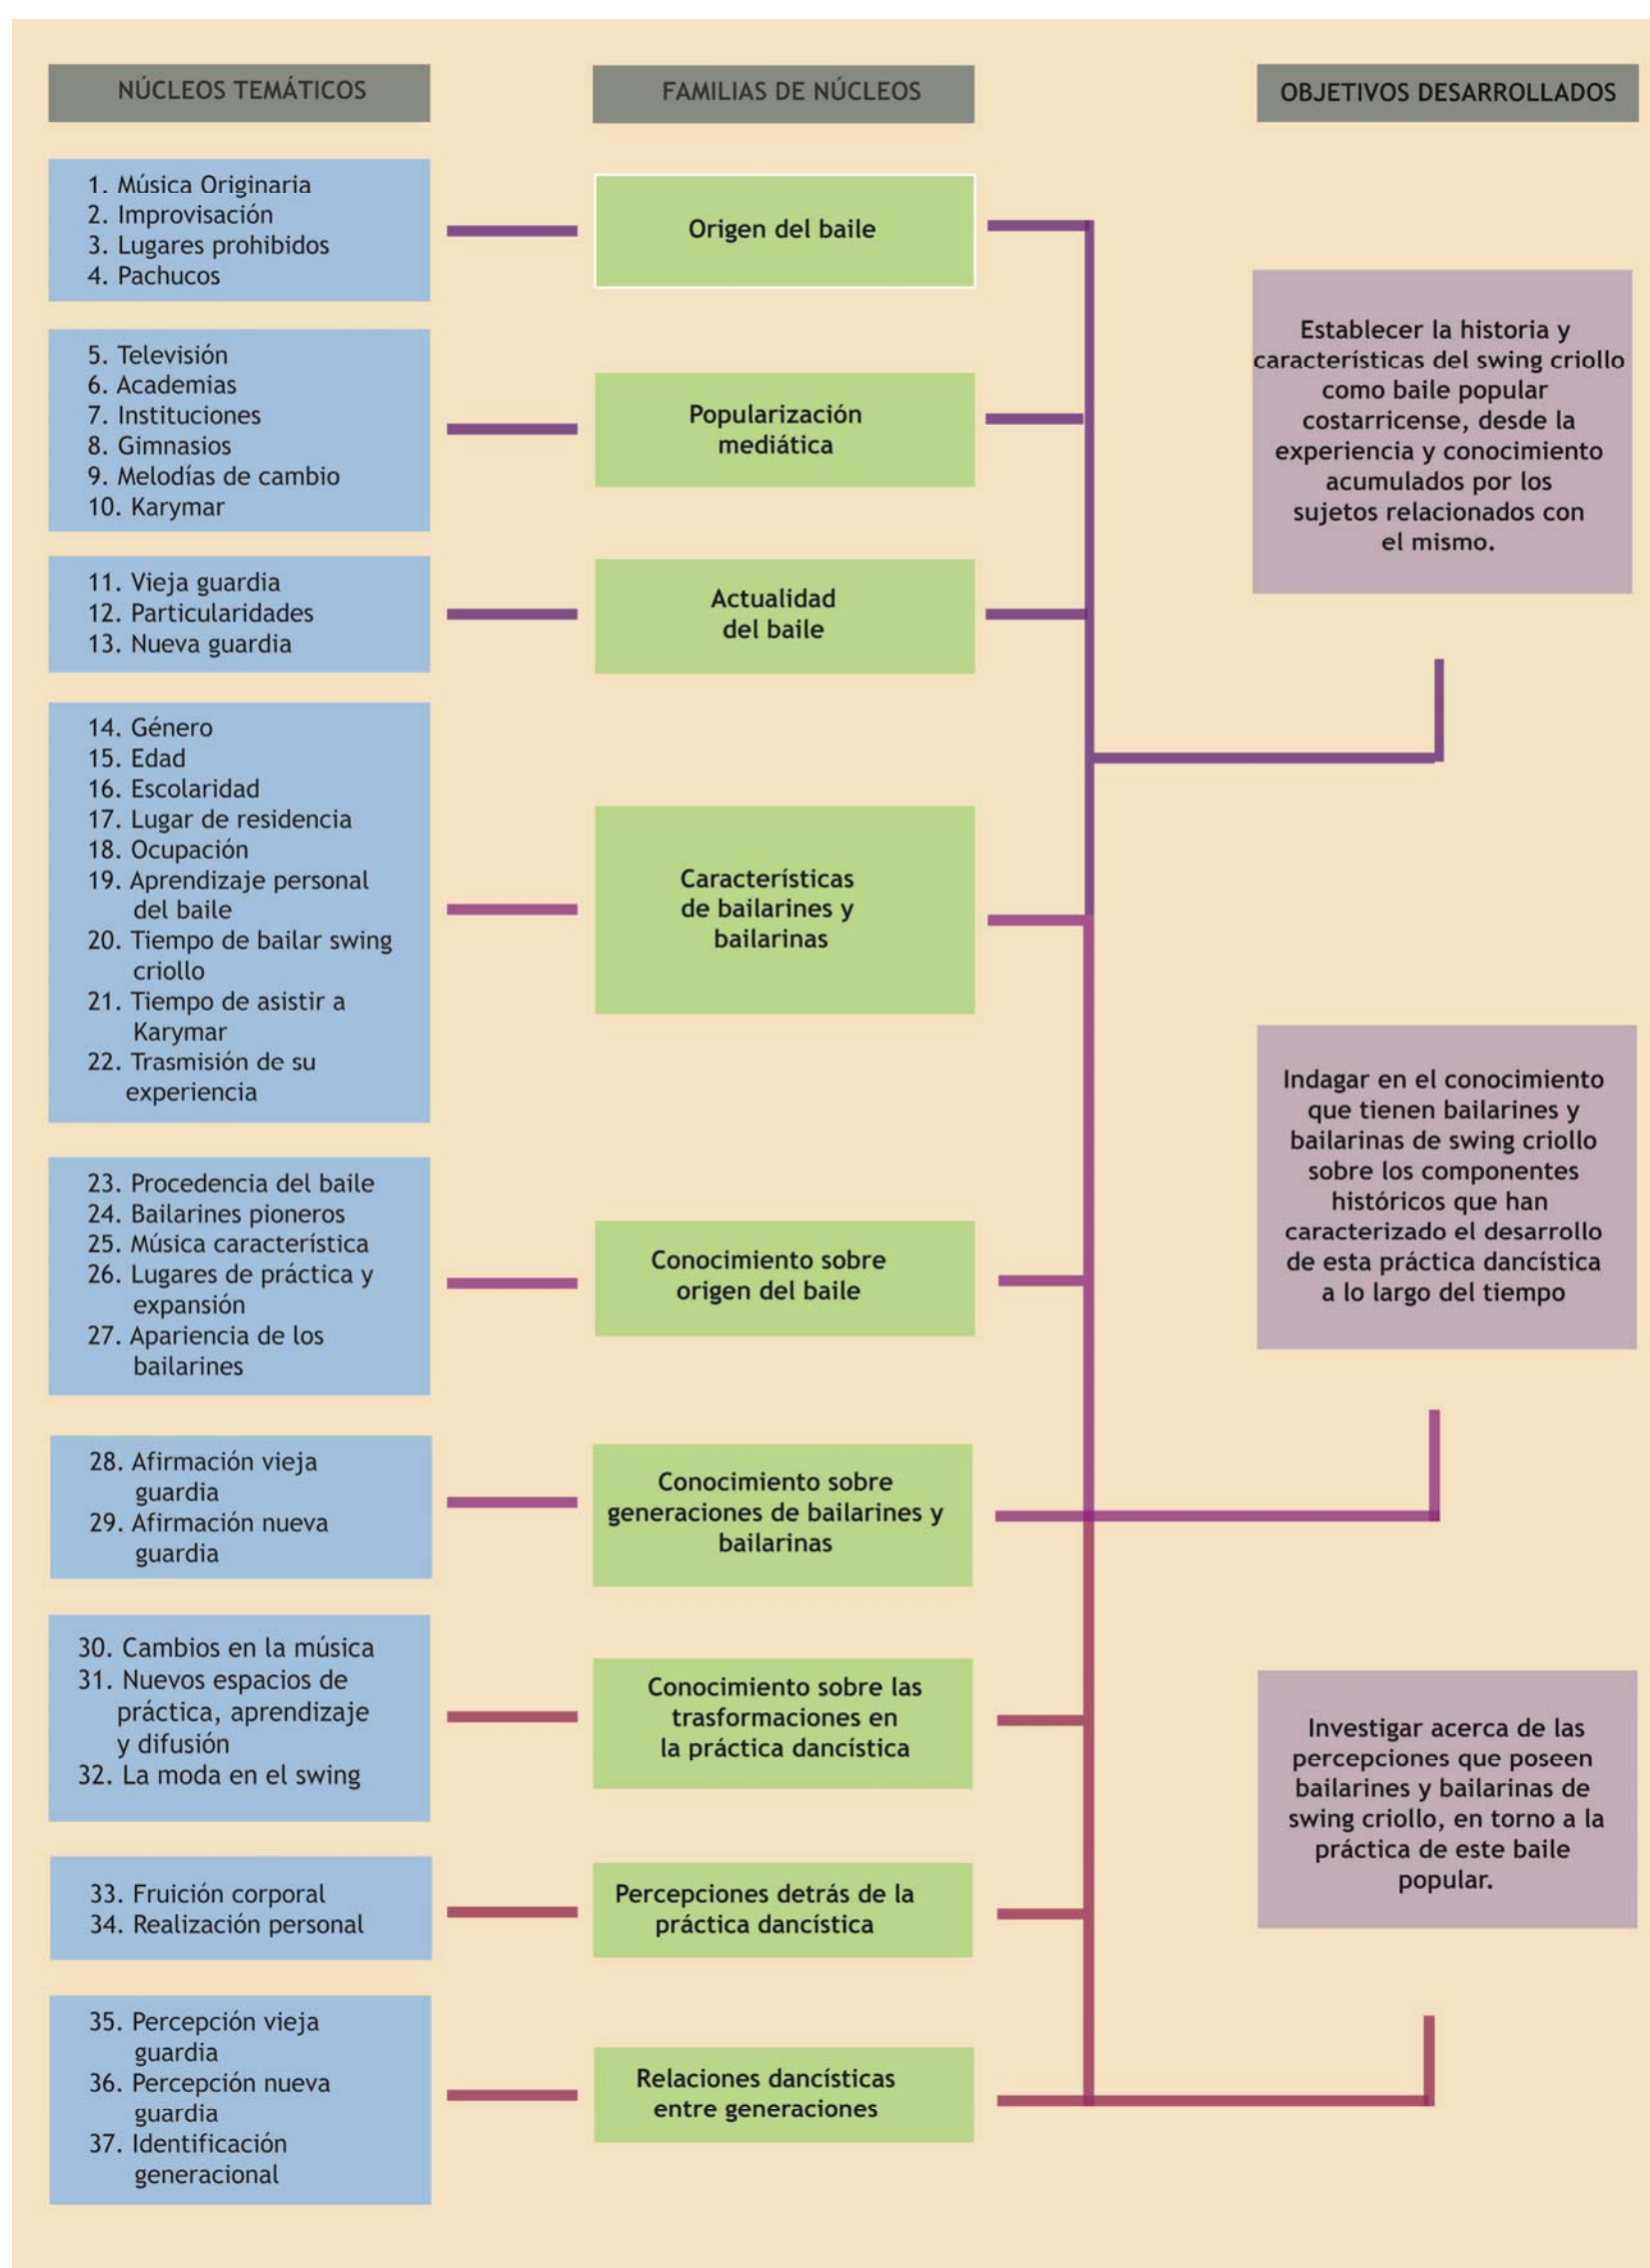 NÚCLEOS TEMÁTICOS
FAMILIAS DE NÚCLEOS
OBJETIVOS DESARROLLADOS
1. Música Originaria
2. Improvisación
3. Lugares prohibidos
4. Pachucos
Origen del baile
5. Televisión
6. Academias
7. Instituciones
8. Gimnasios
9. Melodías de cambio
10. Karymar
Popularización
mediática
11. Vieja guardia
12. Particularidades
13. Nueva guardia
Actualidad
del baile
Establecer la historia y
características del swing criollo
como baile popular
costarricense, desde la
experiencia y conocimiento
acumulados por los
sujetos relacionados con
el mismo.
14. Género
15. Edad
16. Escolaridad
17. Lugar de residencia
18. Ocupación
19. Aprendizaje personal
del baile
20. Tiempo de bailar swing
criollo
21. Tiempo de asistir a
Karymar
22. Trasmisión de su
experiencia
Características
de bailarines y
bailarinas
23. Procedencia del baile
24. Bailarines pioneros
25. Música característica
26. Lugares de práctica y
expansión
27. Apariencia de los
bailarines
Conocimiento sobre
origen del baile
28. Afirmación vieja
guardia
29. Afirmación nueva
guardia
Conocimiento sobre
generaciones de bailarines y
bailarinas
Indagar en el conocimiento
que tienen bailarines y
bailarinas de swing criollo
sobre los componentes
históricos que han
caracterizado el desarrollo
de esta práctica dancística
a lo largo del tiempo
30. Cambios en la música
31. Nuevos espacios de
práctica, aprendizaje
y difusión
32. La moda en el swing
Conocimiento sobre las
trasformaciones en
la práctica dancística
33. Fruición corporal
34. Realización personal
Percepciones detrás de la
práctica dancística
35. Percepción vieja
guardia
36. Percepción nueva
guardia
37. Identificación
generacional
Relaciones dancísticas
entre generaciones
Investigar acerca de las
percepciones que poseen
bailarines y bailarinas de
swing criollo, en torno a la
práctica de este baile
popular.